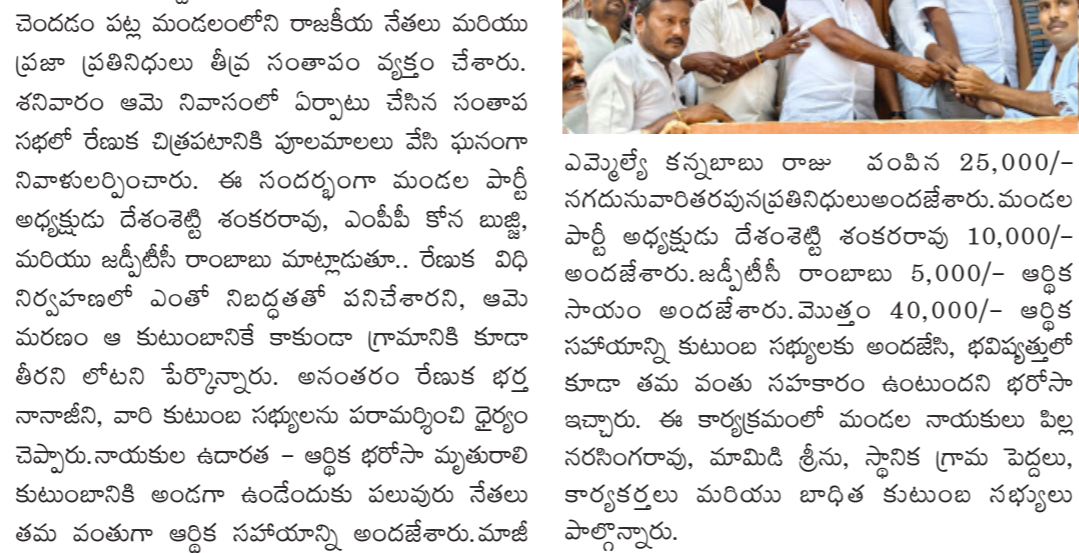 చెందడం పట్ల మండలంలోని రాజకీయ నేతలు మరియు
ప్రజా ప్రతినిధులు తీవ్ర సంతాపం వ్యక్తం చేశారు.
శనివారం ఆమె నివాసంలో ఏర్పాటు చేసిన సంతాప
సభలో రేణుక చిత్రపటానికి పూలమాలలు వేసి ఘనంగా
నివాళులర్పించారు. ఈ సందర్భంగా మండల పార్టీ
అధ్యక్షుడు దేశంశెట్టి శంకరరావు, ఎంపీపీ కోన బుజ్జి,
మరియు జడ్పీటీసీ రాంబాబు మాట్లాడుతూ.. రేణుక విధి
నిర్వహణలో ఎంతో నిబద్ధతతో పనిచేశారని, ఆమె
మరణం ఆ కుటుంబానికే కాకుండా గ్రామానికి కూడా
తీరని లోటని పేర్కొన్నారు. అనంతరం రేణుక భర్త
నానాజీని, వారి కుటుంబ సభ్యులను పరామర్శించి ధైర్యం
చెప్పారు.నాయకుల ఉదారత – ఆర్థిక భరోసా మృతురాలి
కుటుంబానికి అండగా ఉండేందుకు పలువురు నేతలు
తమ వంతుగా ఆర్థిక సహాయాన్ని అందజేశారు.మాజీ
ఎమ్మెల్యే కన్నబాబు రాజు పంపిన 25,000/-
నగదునువారితరపునప్రతినిధులుఅందజేశారు.మండల
పార్టీ అధ్యక్షుడు దేశంశెట్టి శంకరరావు 10,000/-
అందజేశారు.జడ్పీటీసీ రాంబాబు 5,000/- ఆర్థిక
సాయం అందజేశారు.మొత్తం 40,000/- ఆర్థిక
సహాయాన్ని కుటుంబ సభ్యులకు అందజేసి, భవిష్యత్తులో
కూడా తమ వంతు సహకారం ఉంటుందని భరోసా
ఇచ్చారు. ఈ కార్యక్రమంలో మండల నాయకులు పిల్ల
నరసింగరావు, మామిడి శ్రీను, స్థానిక గ్రామ పెద్దలు,
కార్యకర్తలు మరియు బాధిత కుటుంబ సభ్యులు
పాల్గొన్నారు.